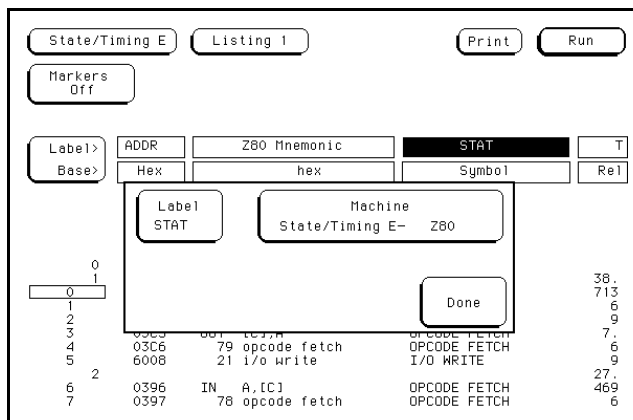 State/Timing E Listing 1 Print Run
Markers
Off
Label> ADDR Z80 Mnemonic STAT T
Base> Hex hex Symbol Rel
Label
STAT
Machine
State/Timing E- Z80
Done
0
1 38.
0 713
1 6
2 9
3 7.
4 03C6 79 opcode fetch OPCODE FETCH 6
5 6008 21 i/o write I/O WRITE 9
2 27.
6 0396 IN A,[C] OPCODE FETCH 469
7 0397 78 opcode fetch OPCODE FETCH 6